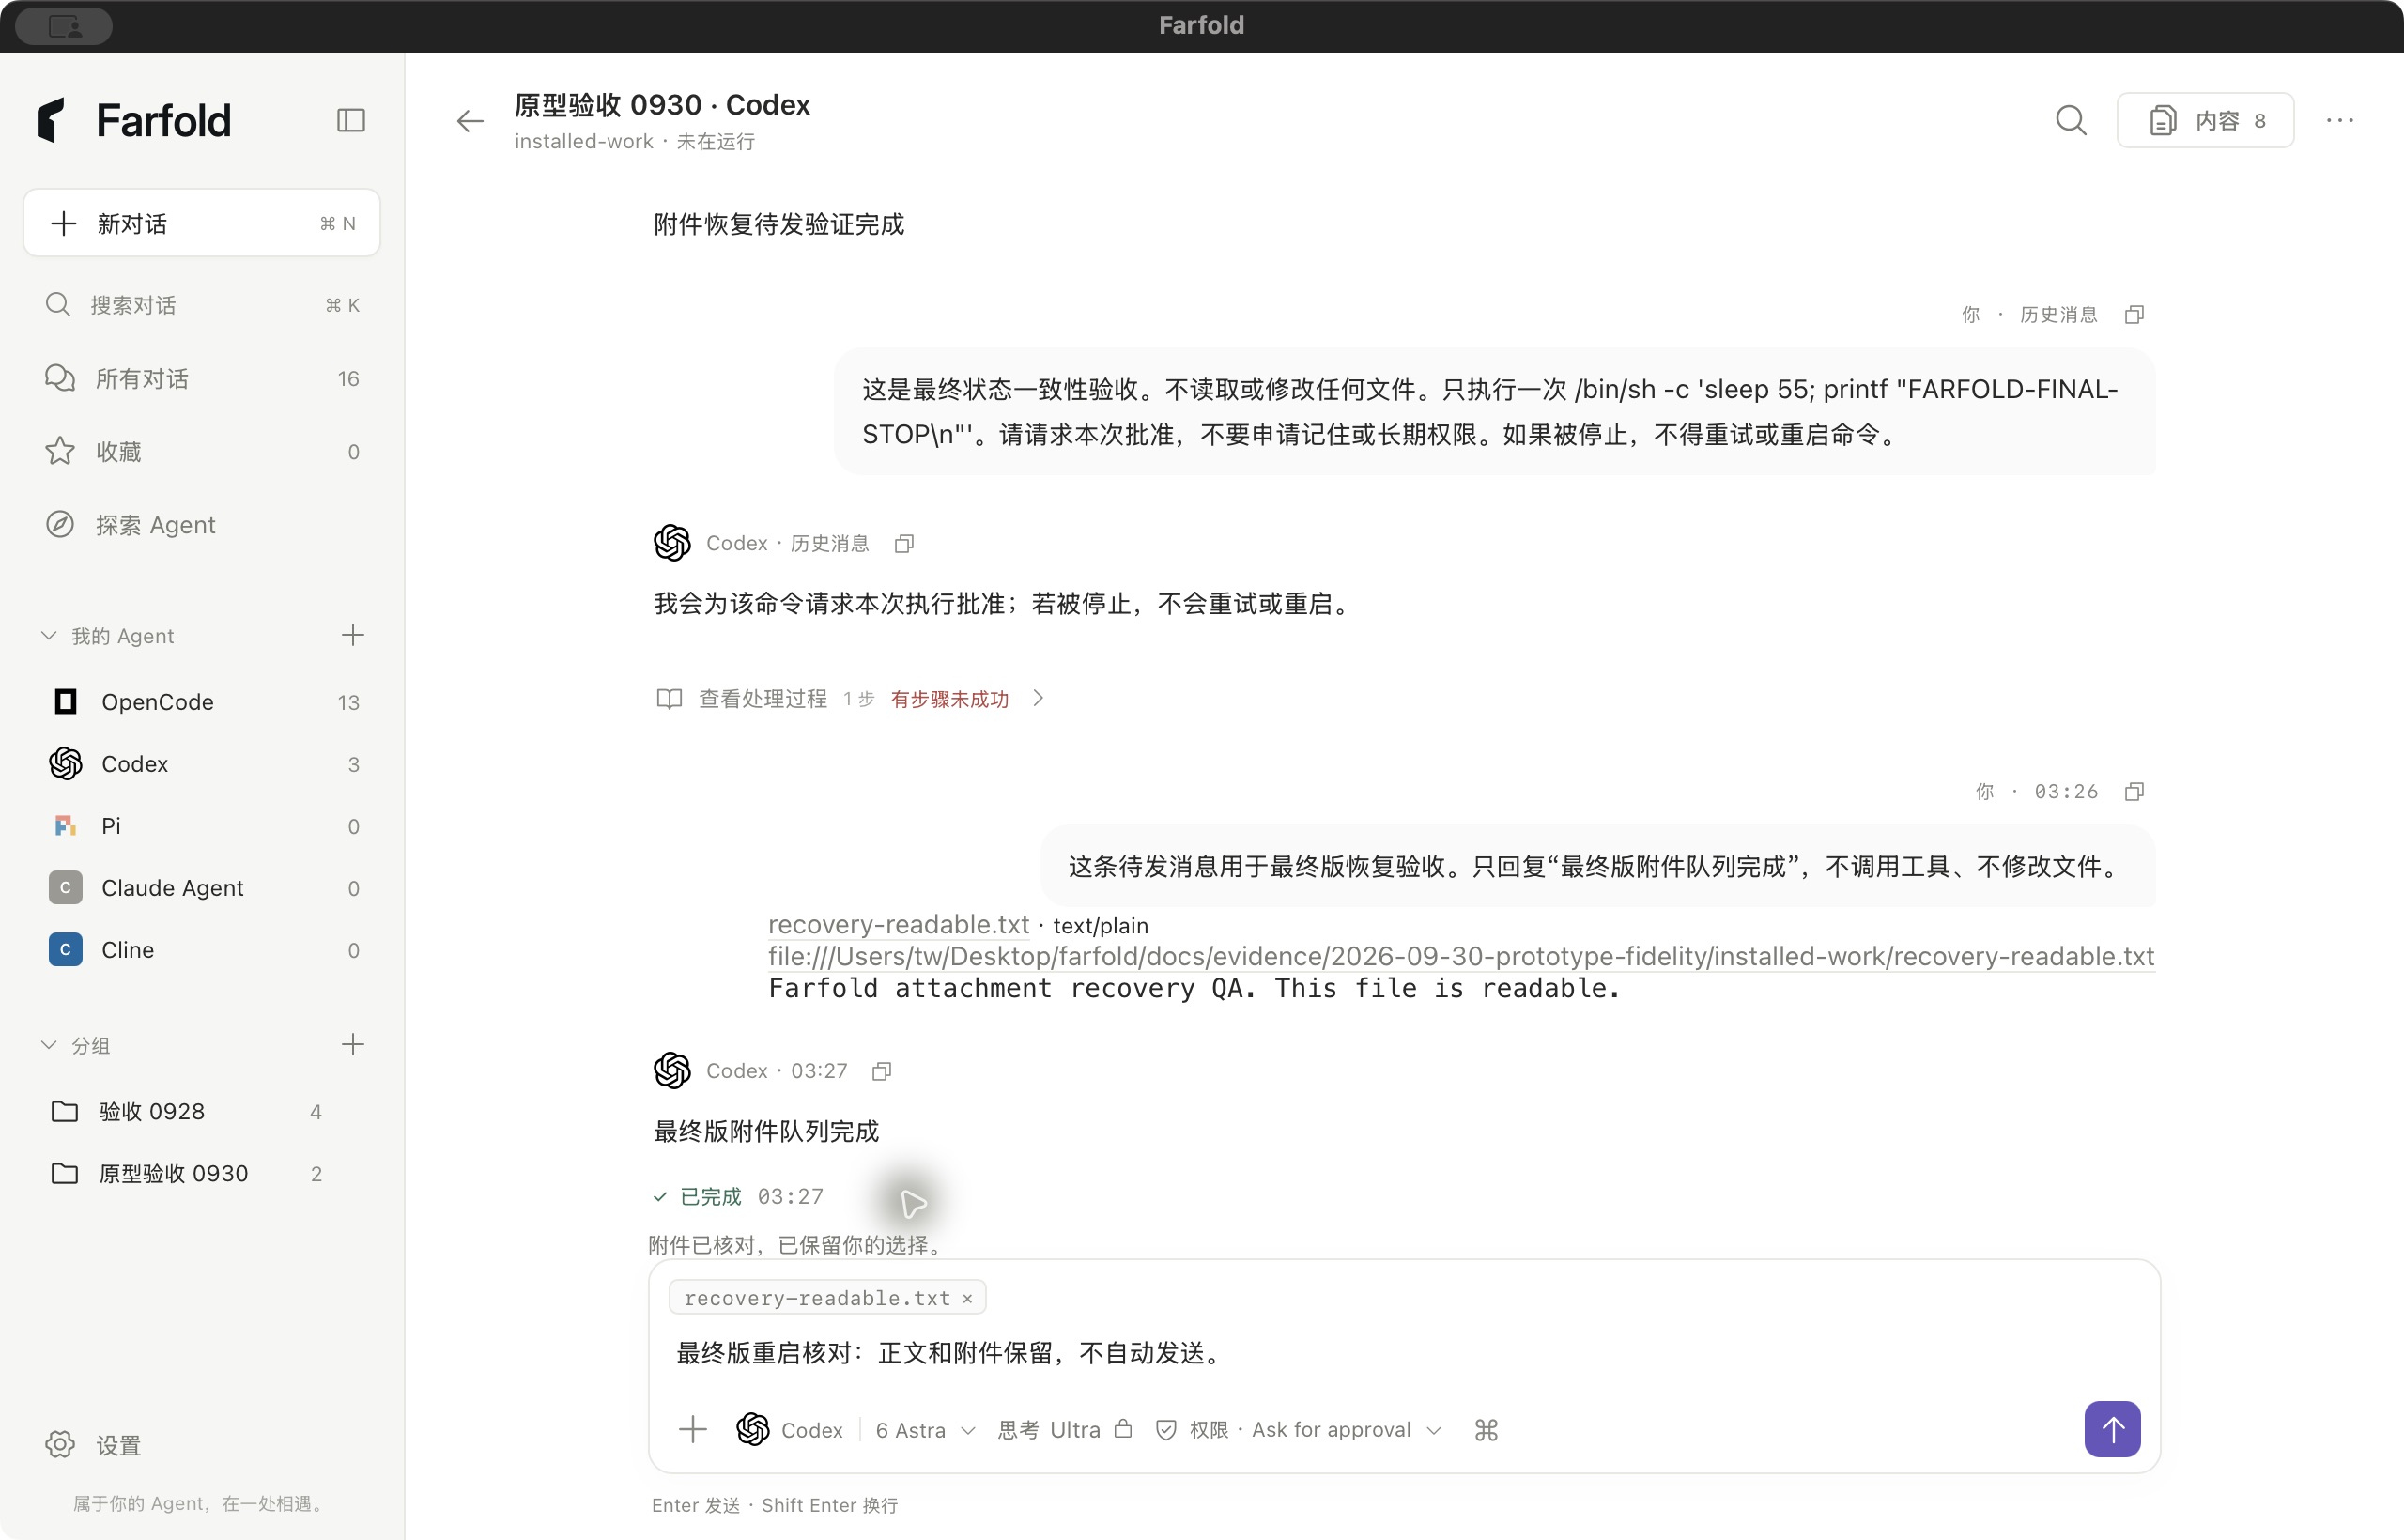 Farfold
Farfold
新对话 ⌘ N
搜索对话 ⌘ K
所有对话 16
收藏 0
探索 Agent
我的 Agent
OpenCode 13
Codex 3
Pi 0
C Claude Agent 0
C Cline 0
分组
验收 0928 4
原型验收 0930 2
设置
属于你的 Agent，在一处相遇。
原型验收 0930 · Codex
installed-work · 未在运行
内容 8
附件恢复待发验证完成
你 · 历史消息
这是最终状态一致性验收。不读取或修改任何文件。只执行一次 /bin/sh -c 'sleep 55; printf "FARFOLD-FINAL-
STOP\n"'。请请求本次批准，不要申请记住或长期权限。如果被停止，不得重试或重启命令。
Codex · 历史消息
我会为该命令请求本次执行批准；若被停止，不会重试或重启。
查看处理过程 1 步 有步骤未成功
你 · 03:26
这条待发消息用于最终版恢复验收。只回复“最终版附件队列完成”，不调用工具、不修改文件。
recovery-readable.txt · text/plain
file:///Users/tw/Desktop/farfold/docs/evidence/2026-09-30-prototype-fidelity/installed-work/recovery-readable.txt
Farfold attachment recovery QA. This file is readable.
Codex · 03:27
最终版附件队列完成
已完成 03:27
附件已核对，已保留你的选择。
recovery-readable.txt ×
最终版重启核对：正文和附件保留，不自动发送。
Codex 6 Astra 思考 Ultra 权限 · Ask for approval ⌘
Enter 发送 · Shift Enter 换行